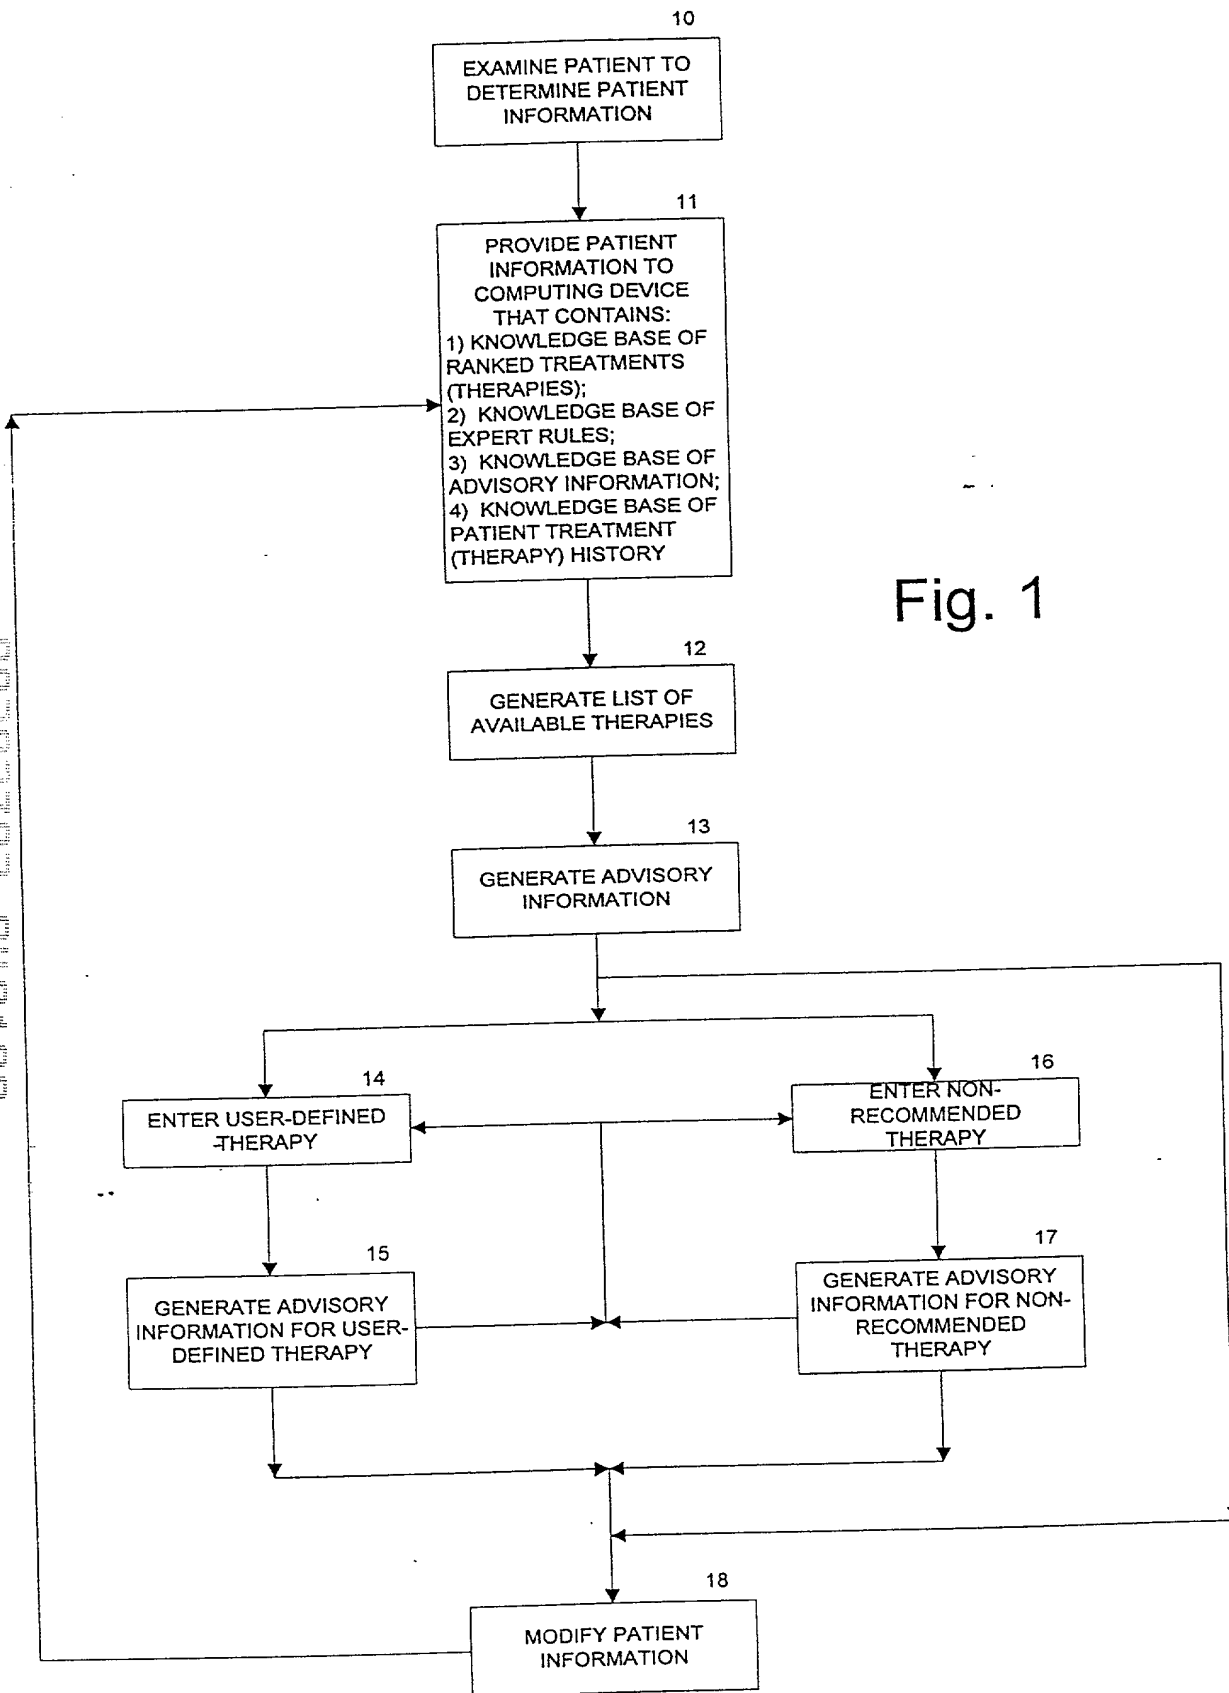 10
EXAMINE PATIENT TO
DETERMINE PATIENT
INFORMATION
11
PROVIDE PATIENT
INFORMATION TO
COMPUTING DEVICE
THAT CONTAINS:
1) KNOWLEDGE BASE OF
RANKED TREATMENTS
(THERAPIES);
2) KNOWLEDGE BASE OF
EXPERT RULES;
3) KNOWLEDGE BASE OF
ADVISORY INFORMATION;
4) KNOWLEDGE BASE OF
PATIENT TREATMENT
(THERAPY) HISTORY
Fig. 1
12
GENERATE LIST OF
AVAILABLE THERAPIES
13
GENERATE ADVISORY
INFORMATION
14
ENTER USER-DEFINED
THERAPY
16
ENTER NON-
RECOMMENDED
THERAPY
15
GENERATE ADVISORY
INFORMATION FOR USER-
DEFINED THERAPY
17
GENERATE ADVISORY
INFORMATION FOR NON-
RECOMMENDED
THERAPY
18
MODIFY PATIENT
INFORMATION